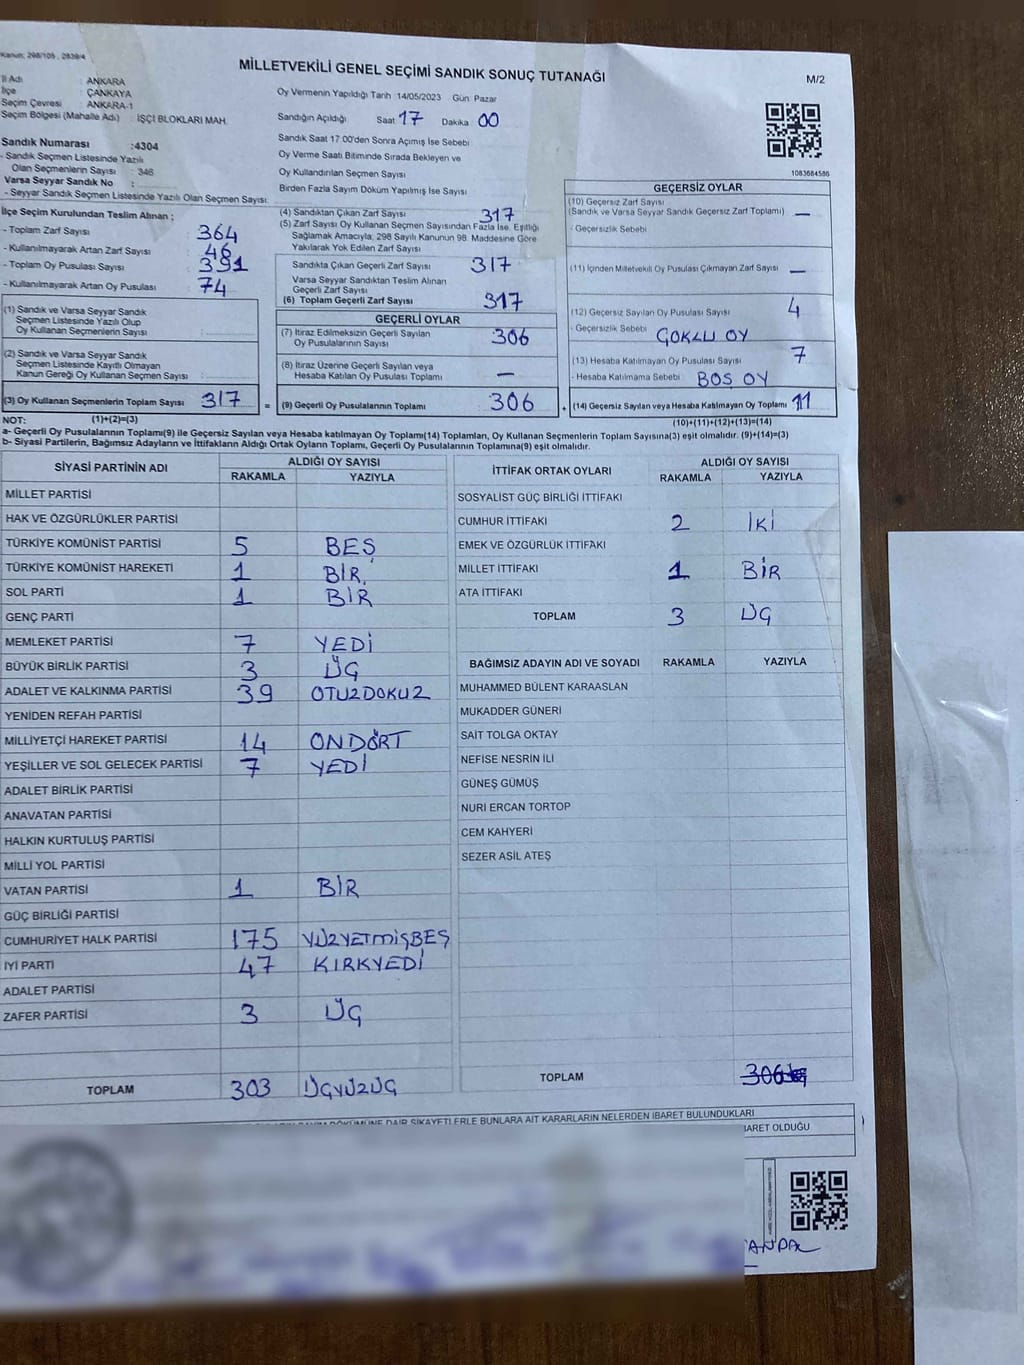 Kanun; 298/105 , 2839/4
MİLLETVEKİLİ GENEL SEÇİMİ SANDIK SONUÇ TUTANAĞI
M/2
İl Adı : ANKARA
İlçe : ÇANKAYA
Seçim Çevresi : ANKARA-1
Seçim Bölgesi (Mahalle Adı) : İŞÇİ BLOKLARI MAH.
Sandık Numarası :4304
- Sandık Seçmen Listesinde Yazılı
Olan Seçmenlerin Sayısı : 346
Varsa Seyyar Sandık No :
- Seyyar Sandık Seçmen Listesinde Yazılı Olan Seçmen Sayısı:
Oy Vermenin Yapıldığı Tarih 14/05/2023 Gün: Pazar
Sandığın Açıldığı Saat 17 Dakika 00
Sandık Saat 17:00'den Sonra Açımış İse Sebebi
Oy Verme Saati Bitiminde Sırada Bekleyen ve
Oy Kullandırılan Seçmen Sayısı
Birden Fazla Sayım Döküm Yapılmış İse Sayısı
1083684586
İlçe Seçim Kurulundan Teslim Alınan ;
- Toplam Zarf Sayısı : 364
- Kullanılmayarak Artan Zarf Sayısı : 46
- Toplam Oy Pusulası Sayısı : 391
- Kullanılmayarak Artan Oy Pusulası : 74
(1) Sandık ve Varsa Seyyar Sandık
Seçmen Listesinde Yazılı Olup
Oy Kullanan Seçmenlerin Sayısı :
(2) Sandık ve Varsa Seyyar Sandık
Seçmen Listesinde Kayıtlı Olmayan
Kanun Gereği Oy Kullanan Seçmen Sayısı :
(3) Oy Kullanan Seçmenlerin Toplam Sayısı 317
(1)+(2)=(3)
(4) Sandıktan Çıkan Zarf Sayısı 317
(5) Zarf Sayısı Oy Kullanan Seçmen Sayısından Fazla İse, Eşitliği
Sağlamak Amacıyla; 298 Sayılı Kanunun 98. Maddesine Göre
Yakılarak Yok Edilen Zarf Sayısı
Sandıkta Çıkan Geçerli Zarf Sayısı 317
Varsa Seyyar Sandıktan Teslim Alınan
Geçerli Zarf Sayısı
(6) Toplam Geçerli Zarf Sayısı 317
GEÇERLİ OYLAR
(7) İtiraz Edilmeksizin Geçerli Sayılan
Oy Pusulalarının Sayısı 306
(8) İtiraz Üzerine Geçerli Sayılan veya
Hesaba Katılan Oy Pusulası Toplamı —
= (9) Geçerli Oy Pusulalarının Toplamı 306
GEÇERSİZ OYLAR
(10) Geçersiz Zarf Sayısı
(Sandık ve Varsa Seyyar Sandık Geçersiz Zarf Toplamı) —
- Geçersizlik Sebebi
(11) İçinden Milletvekili Oy Pusulası Çıkmayan Zarf Sayısı —
(12) Geçersiz Sayılan Oy Pusulası Sayısı 4
- Geçersizlik Sebebi ÇOKLU OY
(13) Hesaba Katılmayan Oy Pusulası Sayısı 7
- Hesaba Katılmama Sebebi : BOŞ OY
+ (14) Geçersiz Sayılan veya Hesaba Katılmayan Oy Toplamı 11
(10)+(11)+(12)+(13)=(14)
NOT:
a- Geçerli Oy Pusulalarının Toplamı(9) ile Geçersiz Sayılan veya Hesaba katılmayan Oy Toplamı(14) Toplamları, Oy Kullanan Seçmenlerin Toplam Sayısına(3) eşit olmalıdır. (9)+(14)=(3)
b- Siyasi Partilerin, Bağımsız Adayların ve İttifakların Aldığı Ortak Oyların Toplamı, Geçerli Oy Pusulalarının Toplamına(9) eşit olmalıdır.
SİYASİ PARTİNİN ADI ALDIĞI OY SAYISI
RAKAMLA YAZIYLA
MİLLET PARTİSİ
HAK VE ÖZGÜRLÜKLER PARTİSİ
TÜRKİYE KOMÜNİST PARTİSİ 5 BEŞ
TÜRKİYE KOMÜNİST HAREKETİ 1 BİR
SOL PARTİ 1 BİR
GENÇ PARTİ
MEMLEKET PARTİSİ 7 YEDİ
BÜYÜK BİRLİK PARTİSİ 3 ÜÇ
ADALET VE KALKINMA PARTİSİ 39 OTUZDOKUZ
YENİDEN REFAH PARTİSİ
MİLLİYETÇİ HAREKET PARTİSİ 14 ONDÖRT
YEŞİLLER VE SOL GELECEK PARTİSİ 7 YEDİ
ADALET BİRLİK PARTİSİ
ANAVATAN PARTİSİ
HALKIN KURTULUŞ PARTİSİ
MİLLİ YOL PARTİSİ
VATAN PARTİSİ 1 BİR
GÜÇ BİRLİĞİ PARTİSİ
CUMHURİYET HALK PARTİSİ 175 YÜZYETMİŞBEŞ
İYİ PARTİ 47 KIRKYEDİ
ADALET PARTİSİ
ZAFER PARTİSİ 3 ÜÇ
TOPLAM 303 ÜÇYÜZÜÇ
İTTİFAK ORTAK OYLARI ALDIĞI OY SAYISI
RAKAMLA YAZIYLA
SOSYALİST GÜÇ BİRLİĞİ İTTİFAKI
CUMHUR İTTİFAKI 2 İKİ
EMEK VE ÖZGÜRLÜK İTTİFAKI
MİLLET İTTİFAKI 1 BİR
ATA İTTİFAKI
TOPLAM 3 ÜÇ
BAĞIMSIZ ADAYIN ADI VE SOYADI RAKAMLA YAZIYLA
MUHAMMED BÜLENT KARAASLAN
MUKADDER GÜNERİ
SAİT TOLGA OKTAY
NEFİSE NESRİN İLİ
GÜNEŞ GÜMÜŞ
NURİ ERCAN TORTOP
CEM KAHYERİ
SEZER ASİL ATEŞ
TOPLAM 306
DÖKÜMÜNE DAİR ŞİKAYETLERLE BUNLARA AİT KARARLARIN NELERDEN İBARET BULUNDUKLARI
BARET OLDUĞU